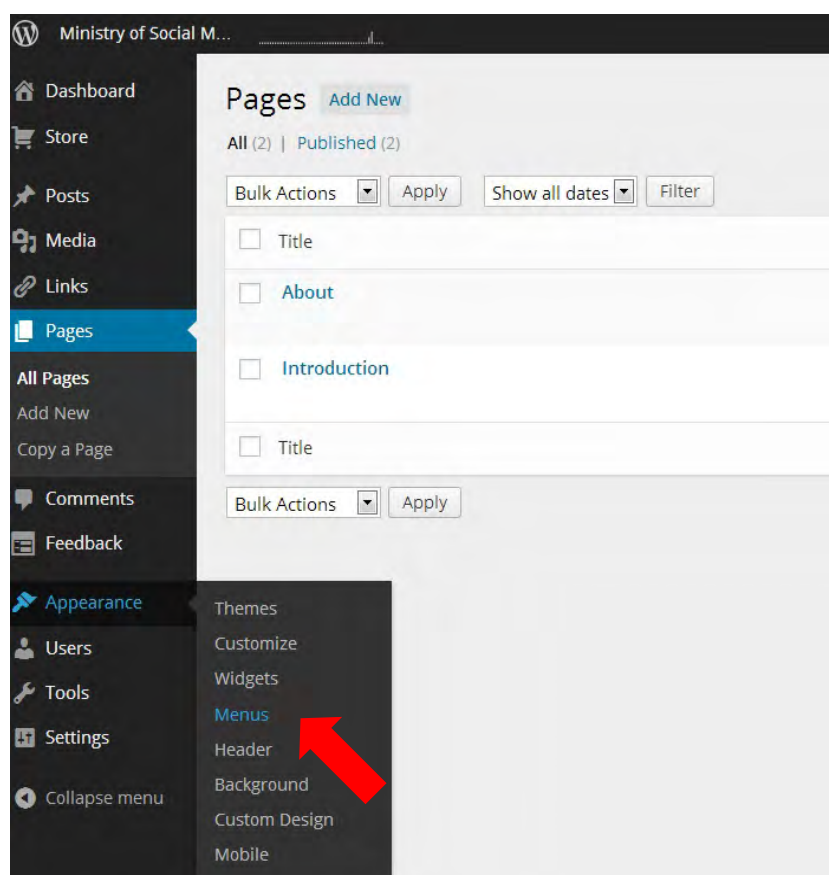 Ministry of Social M...
Dashboard
Store
Posts
Media
Links
Pages
All Pages
Add New
Copy a Page
Comments
Feedback
Appearance
Users
Tools
Settings
Collapse menu
Pages Add New
All (2) | Published (2)
Bulk Actions Apply Show all dates Filter
Title
About
Introduction
Title
Bulk Actions Apply
Themes
Customize
Widgets
Menus
Header
Background
Custom Design
Mobile